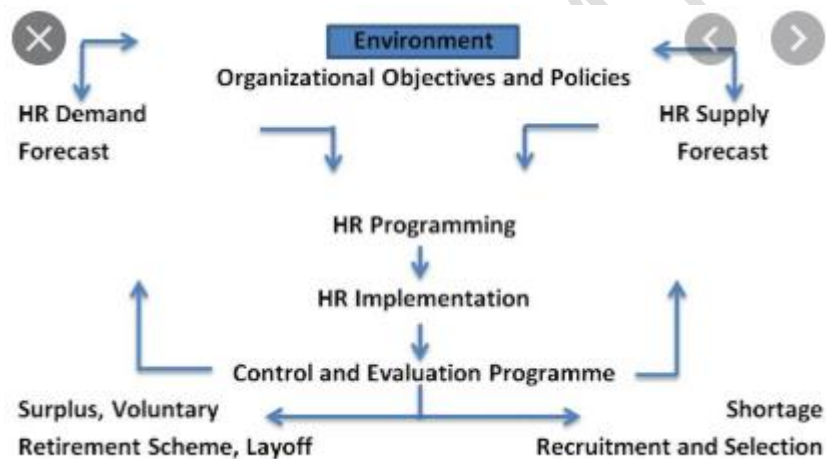 Environment
Organizational Objectives and Policies
HR Demand
Forecast
HR Supply
Forecast
HR Programming
HR Implementation
Control and Evaluation Programme
Surplus, Voluntary
Retirement Scheme, Layoff
Shortage
Recruitment and Selection